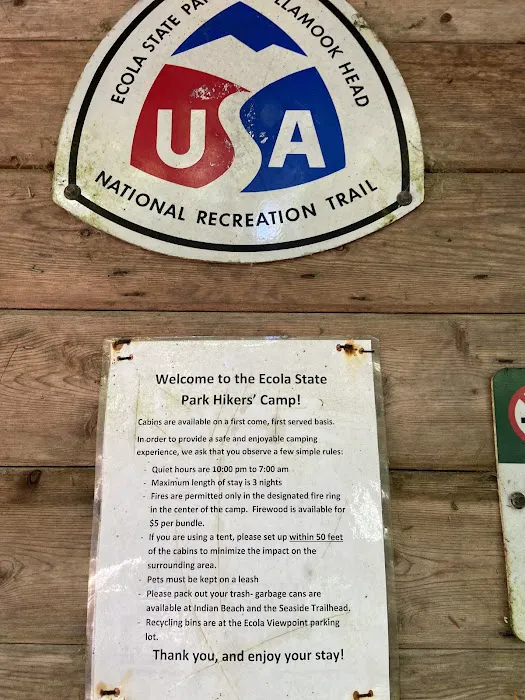 ECOLA STATE
LAMOOK HEAD
USA
NATIONAL RECREATION TRAIL
Welcome to the Ecola State
Park Hikers' Camp!
Cabins are available on a first come, first served basis.
In order to provide a safe and enjoyable camping
experience, we ask that you observe a few simple rules:
- Quiet hours are 10:00 pm to 7:00 am
- Maximum length of stay is 3 nights
- Fires are permitted only in the designated fire ring
in the center of the camp. Firewood is available for
$5 per bundle.
- If you are using a tent, please set up within 50 feet
of the cabins to minimize the impact on the
surrounding area.
- Pets must be kept on a leash
- Please pack out your trash- garbage cans are
available at Indian Beach and the Seaside Trailhead.
- Recycling bins are at the Ecola Viewpoint parking
lot.
Thank you, and enjoy your stay!